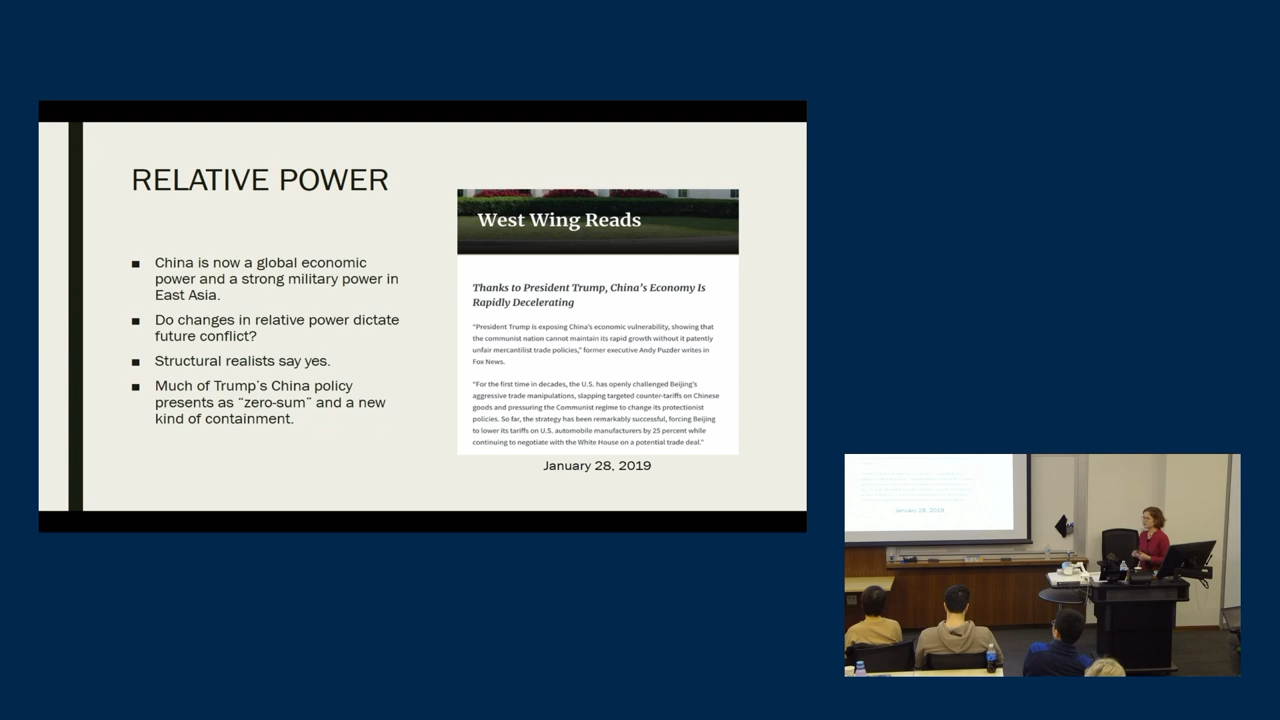 RELATIVE POWER
■ China is now a global economic
power and a strong military power in
East Asia.
■ Do changes in relative power dictate
future conflict?
■ Structural realists say yes.
■ Much of Trump's China policy
presents as “zero-sum” and a new
kind of containment.
West Wing Reads
Thanks to President Trump, China's Economy Is
Rapidly Decelerating
“President Trump is exposing China's economic vulnerability, showing that
the communist nation cannot maintain its rapid growth without it patently
unfair mercantilist trade policies,” former executive Andy Puzder writes in
Fox News.
“For the first time in decades, the U.S. has openly challenged Beijing's
aggressive trade manipulations, slapping targeted counter-tariffs on Chinese
goods and pressuring the Communist regime to change its protectionist
policies. So far, the strategy has been remarkably successful, forcing Beijing
to lower its tariffs on U.S. automobile manufacturers by 25 percent while
continuing to negotiate with the White House on a potential trade deal.”
January 28, 2019
January 28, 2019